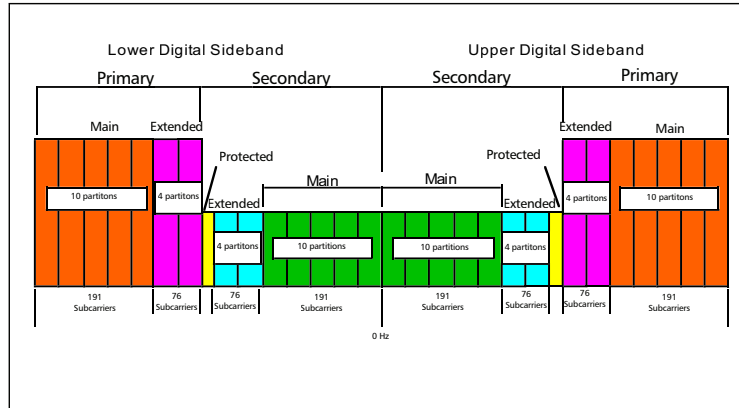 Lower Digital Sideband
Upper Digital Sideband
Primary
Secondary
Secondary
Primary
Main
Extended
Extended
Main
Protected
Protected
Main
Main
Extended
Extended
10 partitons
4 partitons
4 partitons
10 partitons
10 partitons
4 partitons
4 partitons
10 partitons
191
Subcarriers
76
Subcarriers
76
Subcarriers
191
Subcarriers
191
Subcarriers
76
Subcarriers
76
Subcarriers
191
Subcarriers
0 Hz